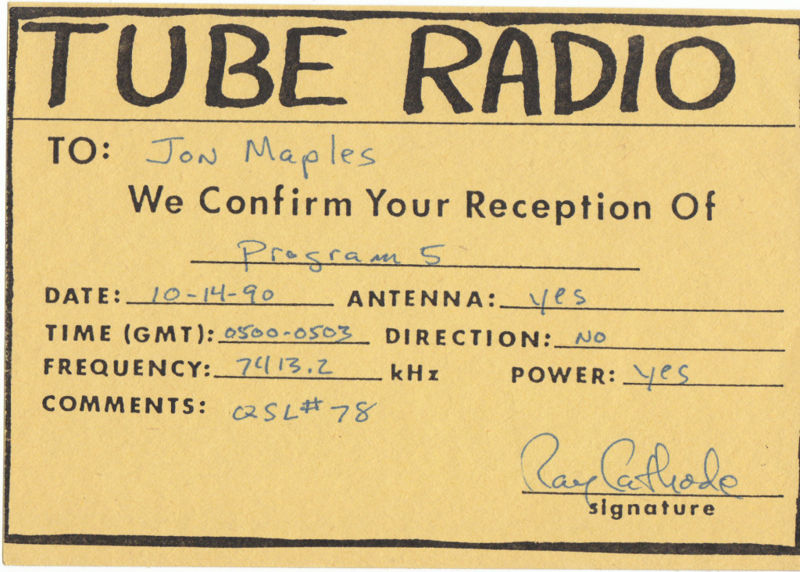 TUBE RADIO
TO: Jon Maples
We Confirm Your Reception Of
Program 5
DATE: 10-14-90 ANTENNA: yes
TIME (GMT): 0500-0503 DIRECTION: NO
FREQUENCY: 7413.2 kHz POWER: yes
COMMENTS: QSL# 78
Ray Cathode
signature